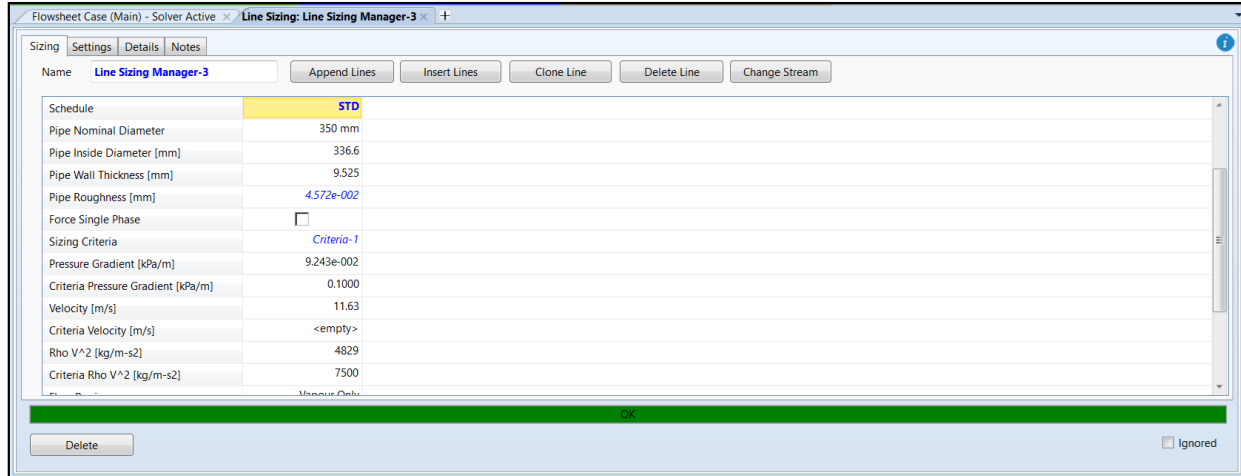 Flowsheet Case (Main) - Solver Active × Line Sizing: Line Sizing Manager-3 × +
Sizing Settings Details Notes
Name Line Sizing Manager-3 Append Lines Insert Lines Clone Line Delete Line Change Stream
Schedule STD
Pipe Nominal Diameter 350 mm
Pipe Inside Diameter [mm] 336.6
Pipe Wall Thickness [mm] 9.525
Pipe Roughness [mm] 4.572e-002
Force Single Phase
Sizing Criteria Criteria-1
Pressure Gradient [kPa/m] 9.243e-002
Criteria Pressure Gradient [kPa/m] 0.1000
Velocity [m/s] 11.63
Criteria Velocity [m/s] <empty>
Rho V^2 [kg/m-s2] 4829
Criteria Rho V^2 [kg/m-s2] 7500
Vapour Only
OK
Delete Ignored